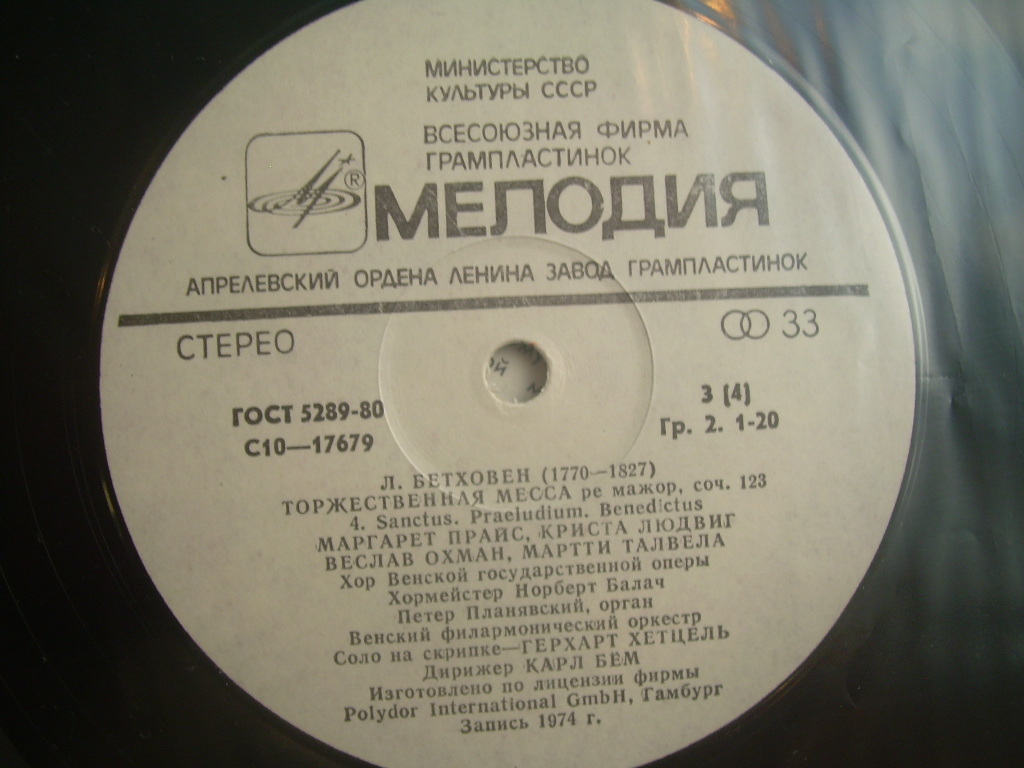 МИНИСТЕРСТВО
КУЛЬТУРЫ СССР
ВСЕСОЮЗНАЯ ФИРМА
ГРАМПЛАСТИНОК
®
МЕЛОДИЯ
АПРЕЛЕВСКИЙ ОРДЕНА ЛЕНИНА ЗАВОД ГРАМПЛАСТИНОК
СТЕРЕО
33
ГОСТ 5289-80
С10—17679
3 (4)
Гр. 2. 1-20
Л. БЕТХОВЕН (1770—1827)
ТОРЖЕСТВЕННАЯ МЕССА ре мажор, соч. 123
4. Sanctus. Praeludium. Benedictus
МАРГАРЕТ ПРАЙС, КРИСТА ЛЮДВИГ
ВЕСЛАВ ОХМАН, МАРТТИ ТАЛВЕЛА
Хор Венской государственной оперы
Хормейстер Норберт Балач
Петер Планявский, орган
Венский филармонический оркестр
Соло на скрипке—ГЕРХАРТ ХЕТЦЕЛЬ
Дирижер КАРЛ БЁМ
Изготовлено по лицензии фирмы
Polydor International GmbH, Гамбург
Запись 1974 г.